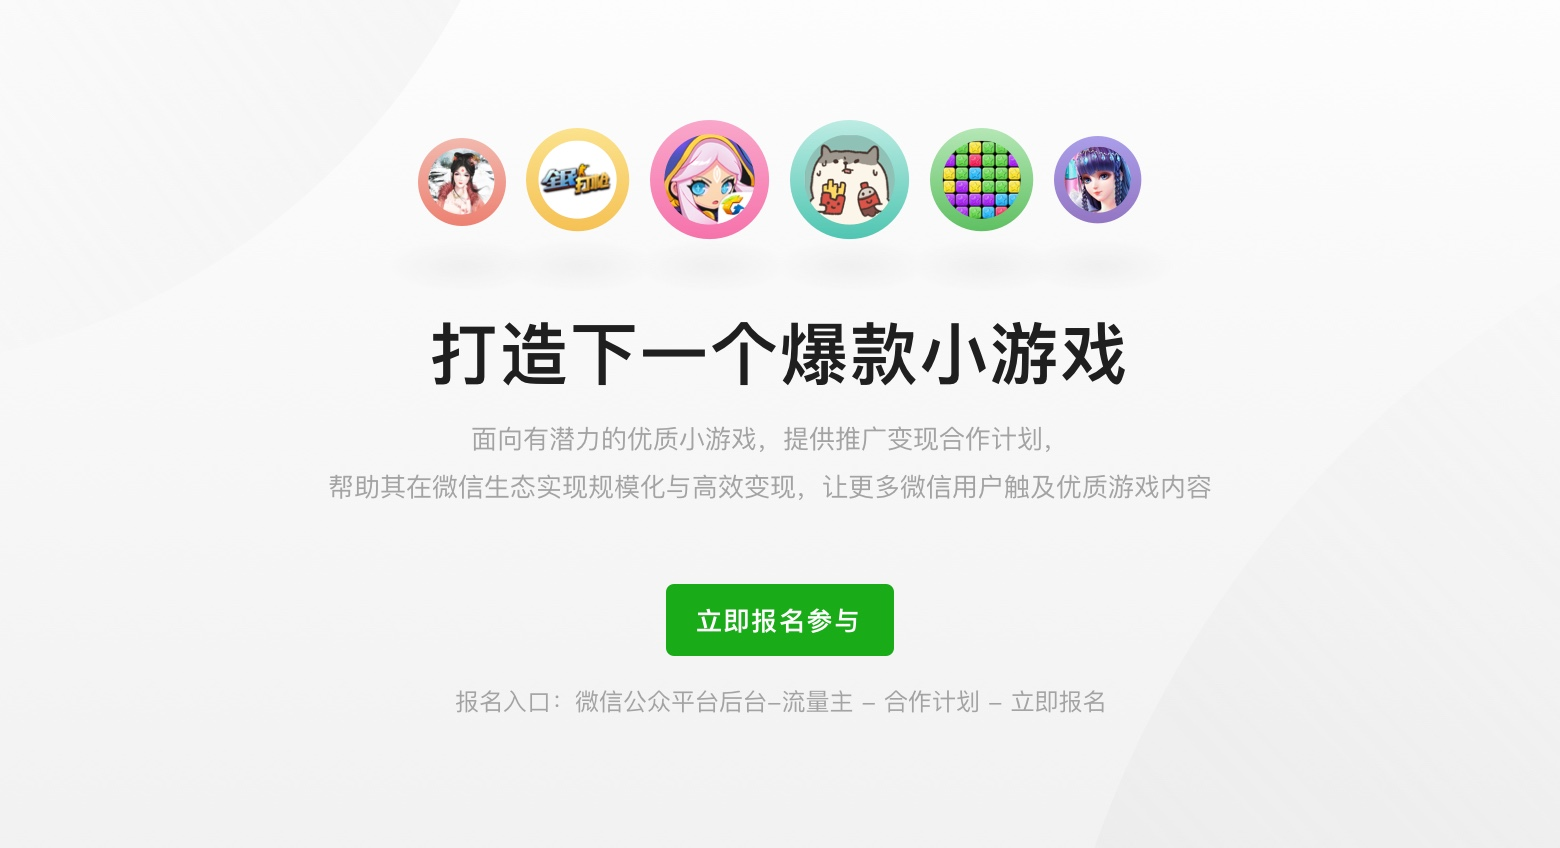 全民打枪
打造下一个爆款小游戏
面向有潜力的优质小游戏，提供推广变现合作计划，
帮助其在微信生态实现规模化与高效变现，让更多微信用户触及优质游戏内容
立即报名参与
报名入口：微信公众平台后台–流量主 – 合作计划 – 立即报名